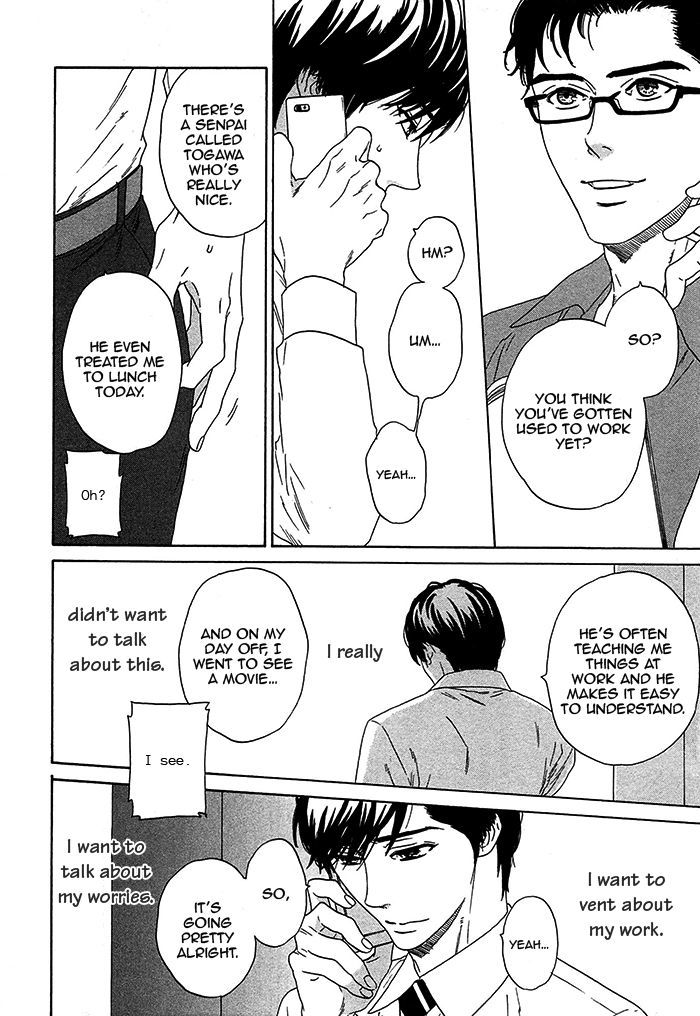 SO?
YOU THINK
YOU'VE GOTTEN
USED TO WORK
YET?
HM?
UM...
YEAH...
THERE'S
A SENPAI
CALLED
TOGAWA
WHO'S
REALLY
NICE.
HE EVEN
TREATED ME
TO LUNCH
TODAY.
Oh?
HE'S OFTEN
TEACHING ME
THINGS AT
WORK AND HE
MAKES IT EASY
TO UNDERSTAND.
I really
AND ON MY
DAY OFF, I
WENT TO SEE
A MOVIE...
didn't want
to talk
about this.
I see.
I want to
vent about
my work.
YEAH...
SO,
IT'S
GOING
PRETTY
ALRIGHT.
I want to
talk about
my worries.